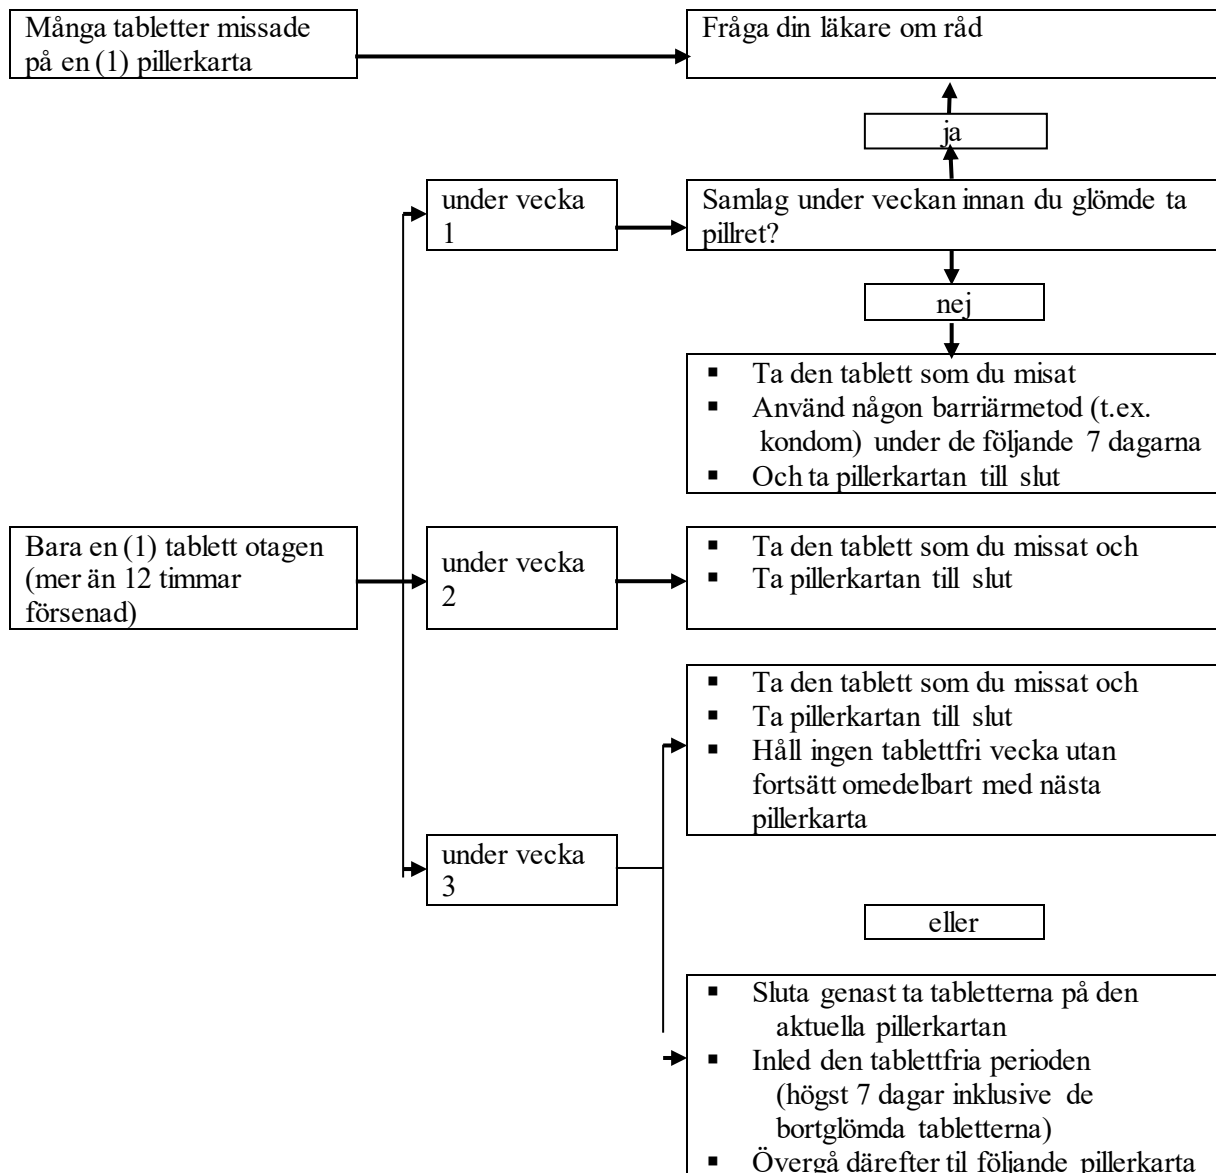 Många tabletter missade
på en (1) pillerkarta
Fråga din läkare om råd
ja
under vecka
1
Samlag under veckan innan du glömde ta
pillret?
nej
▪ Ta den tablett som du misat
▪ Använd någon barriärmetod (t.ex.
kondom) under de följande 7 dagarna
▪ Och ta pillerkartan till slut
Bara en (1) tablett otagen
(mer än 12 timmar
försenad)
under vecka
2
▪ Ta den tablett som du missat och
▪ Ta pillerkartan till slut
▪ Ta den tablett som du missat och
▪ Ta pillerkartan till slut
▪ Håll ingen tablettfri vecka utan
fortsätt omedelbart med nästa
pillerkarta
under vecka
3
eller
▪ Sluta genast ta tabletterna på den
aktuella pillerkartan
▪ Inled den tablettfria perioden
(högst 7 dagar inklusive de
bortglömda tabletterna)
▪ Övergå därefter til följande pillerkarta